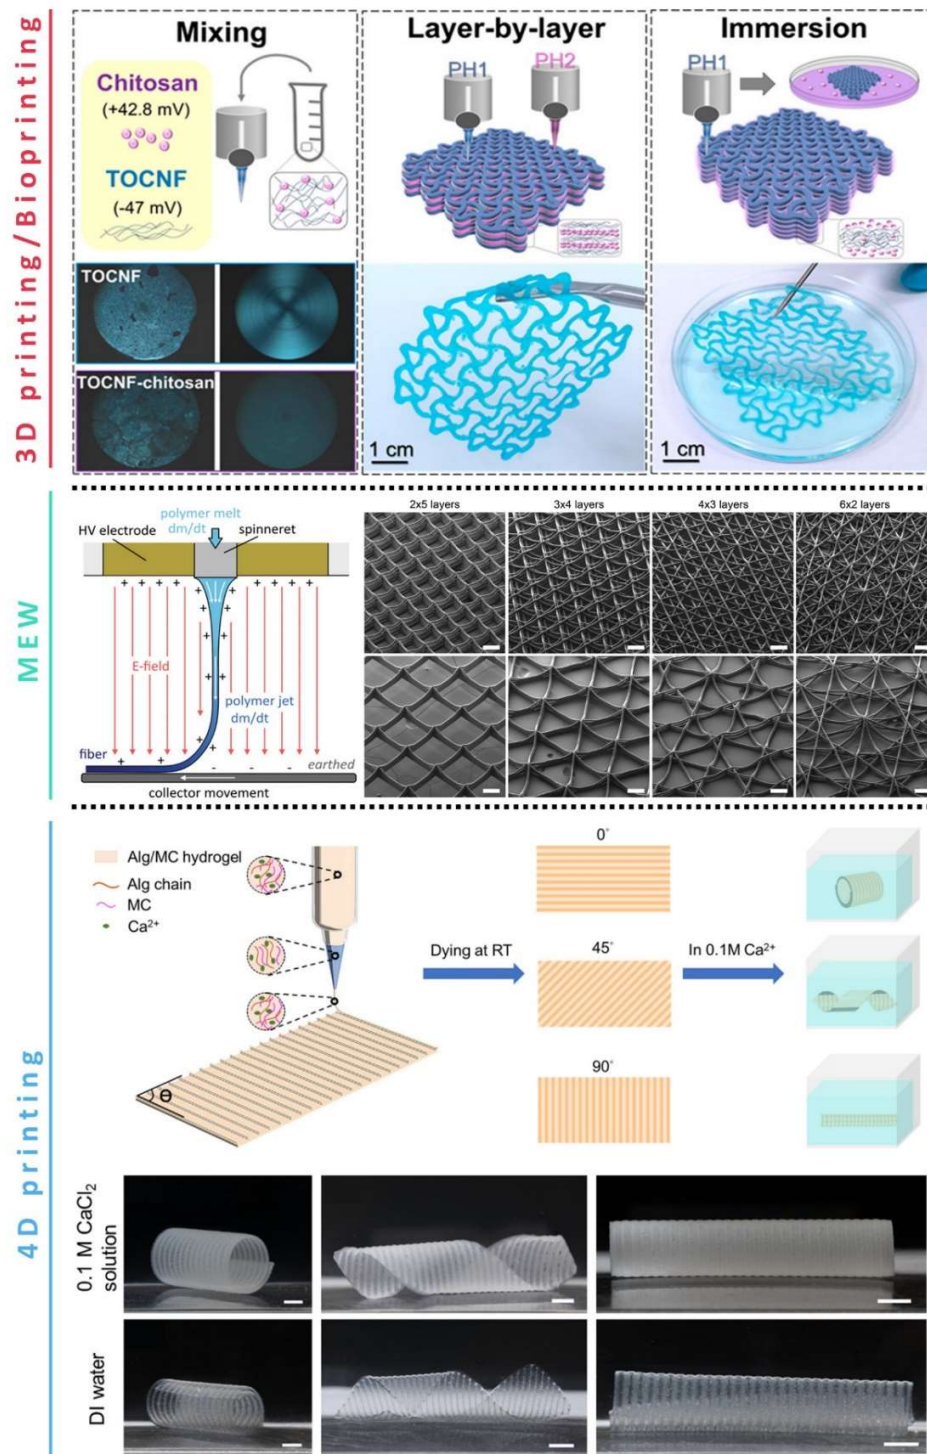 3D printing/Bioprinting
Mixing
Chitosan
(+42.8 mV)
TOCNF
(-47 mV)
TOCNF
TOCNF-chitosan
Layer-by-layer
PH1
PH2
1 cm
Immersion
PH1
1 cm
MEW
polymer melt
dm/dt
HV electrode
spinneret
E-field
polymer jet
dm/dt
fiber
earthed
collector movement
2x5 layers
3x4 layers
4x3 layers
6x2 layers
4D printing
Alg/MC hydrogel
Alg chain
MC
Ca²⁺
Θ
Dying at RT
0°
45°
90°
In 0.1M Ca²⁺
0.1 M CaCl₂
solution
DI water